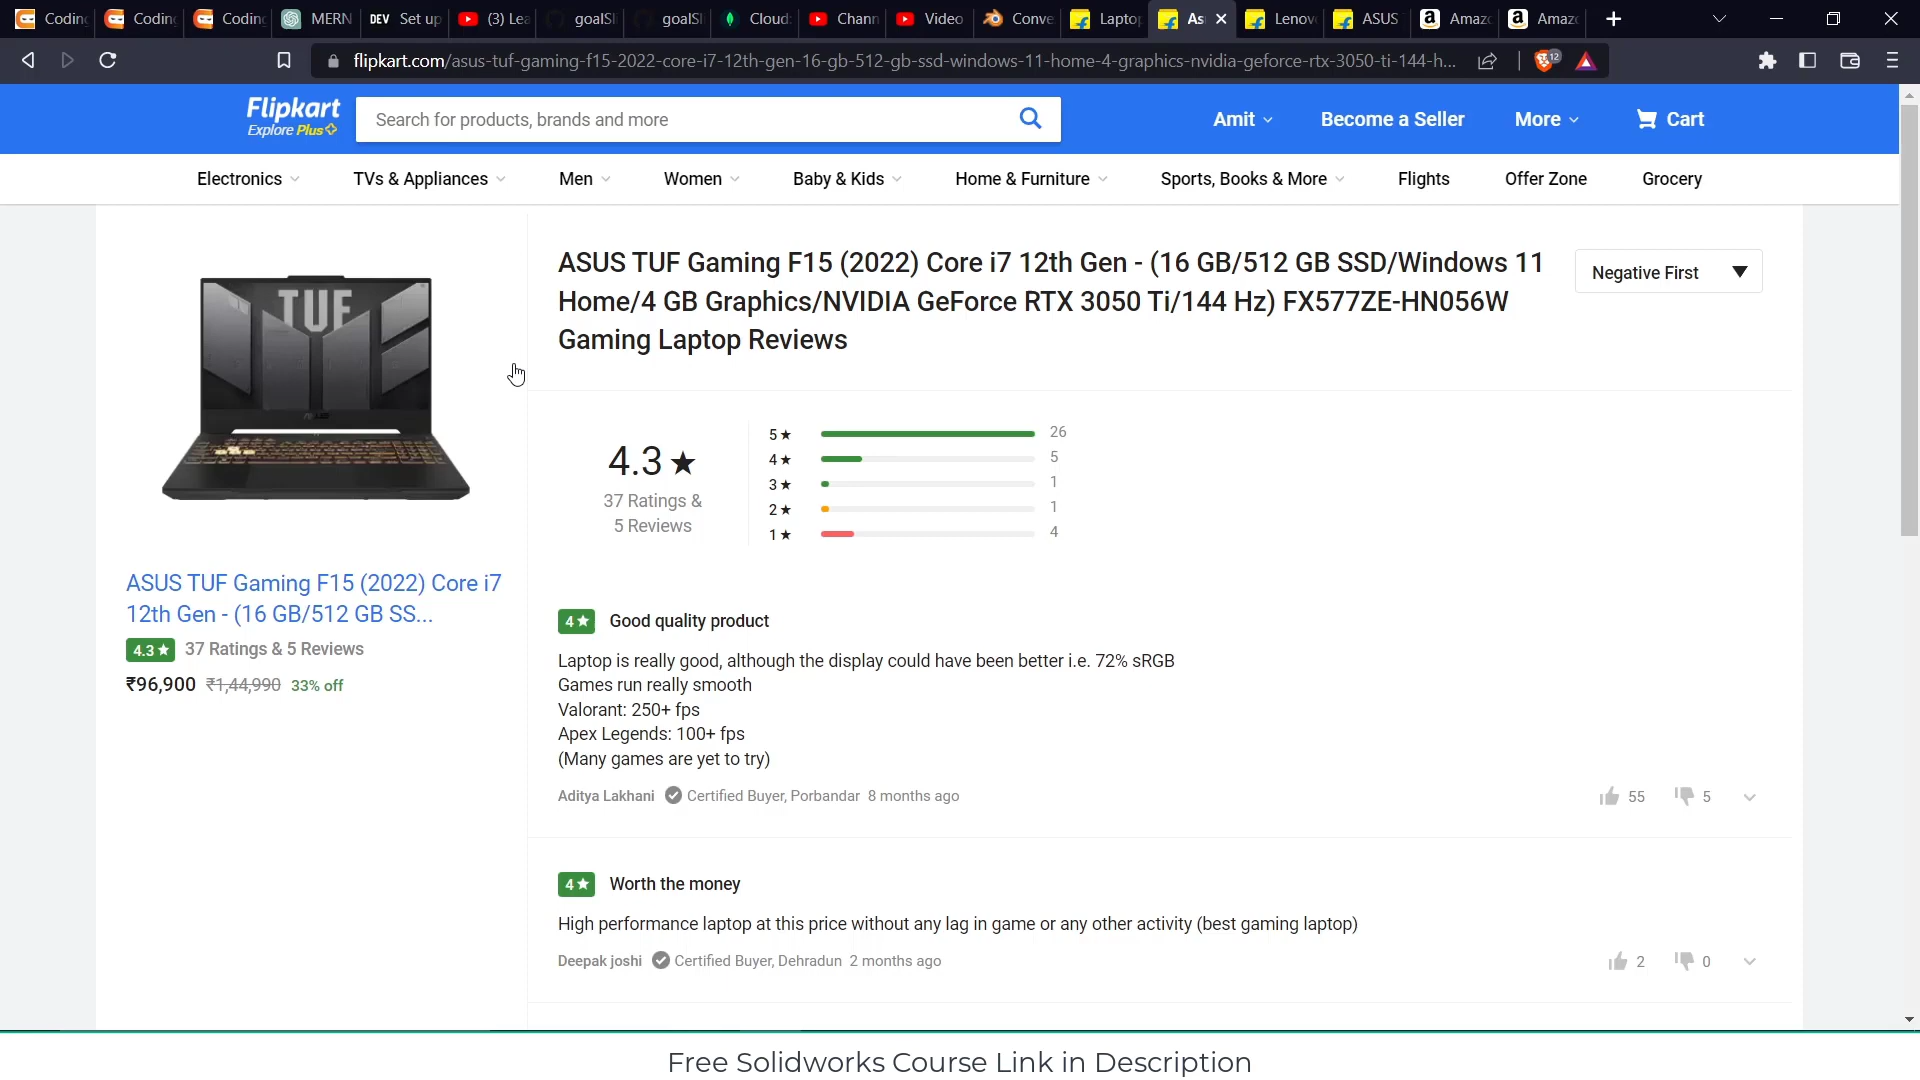 Coding
Coding
Coding
MERN
DEV Set up
(3) Lea
goalSl
goalSl
Cloud:
Chann
Video
Conve
Laptop
As
Lenov
ASUS
Amazo
Amazo
flipkart.com/asus-tuf-gaming-f15-2022-core-i7-12th-gen-16-gb-512-gb-ssd-windows-11-home-4-graphics-nvidia-geforce-rtx-3050-ti-144-h...
12
Flipkart
Explore Plus
Search for products, brands and more
Amit
Become a Seller
More
Cart
Electronics
TVs & Appliances
Men
Women
Baby & Kids
Home & Furniture
Sports, Books & More
Flights
Offer Zone
Grocery
TUF
ASUS TUF Gaming F15 (2022) Core i7
12th Gen - (16 GB/512 GB SS...
4.3★ 37 Ratings & 5 Reviews
₹96,900 ₹1,44,990 33% off
ASUS TUF Gaming F15 (2022) Core i7 12th Gen - (16 GB/512 GB SSD/Windows 11
Home/4 GB Graphics/NVIDIA GeForce RTX 3050 Ti/144 Hz) FX577ZE-HN056W
Gaming Laptop Reviews
Negative First
4.3★
37 Ratings &
5 Reviews
5★ 26
4★ 5
3★ 1
2★ 1
1★ 4
4★ Good quality product
Laptop is really good, although the display could have been better i.e. 72% sRGB
Games run really smooth
Valorant: 250+ fps
Apex Legends: 100+ fps
(Many games are yet to try)
Aditya Lakhani Certified Buyer, Porbandar 8 months ago
55 5
4★ Worth the money
High performance laptop at this price without any lag in game or any other activity (best gaming laptop)
Deepak joshi Certified Buyer, Dehradun 2 months ago
2 0
Free Solidworks Course Link in Description